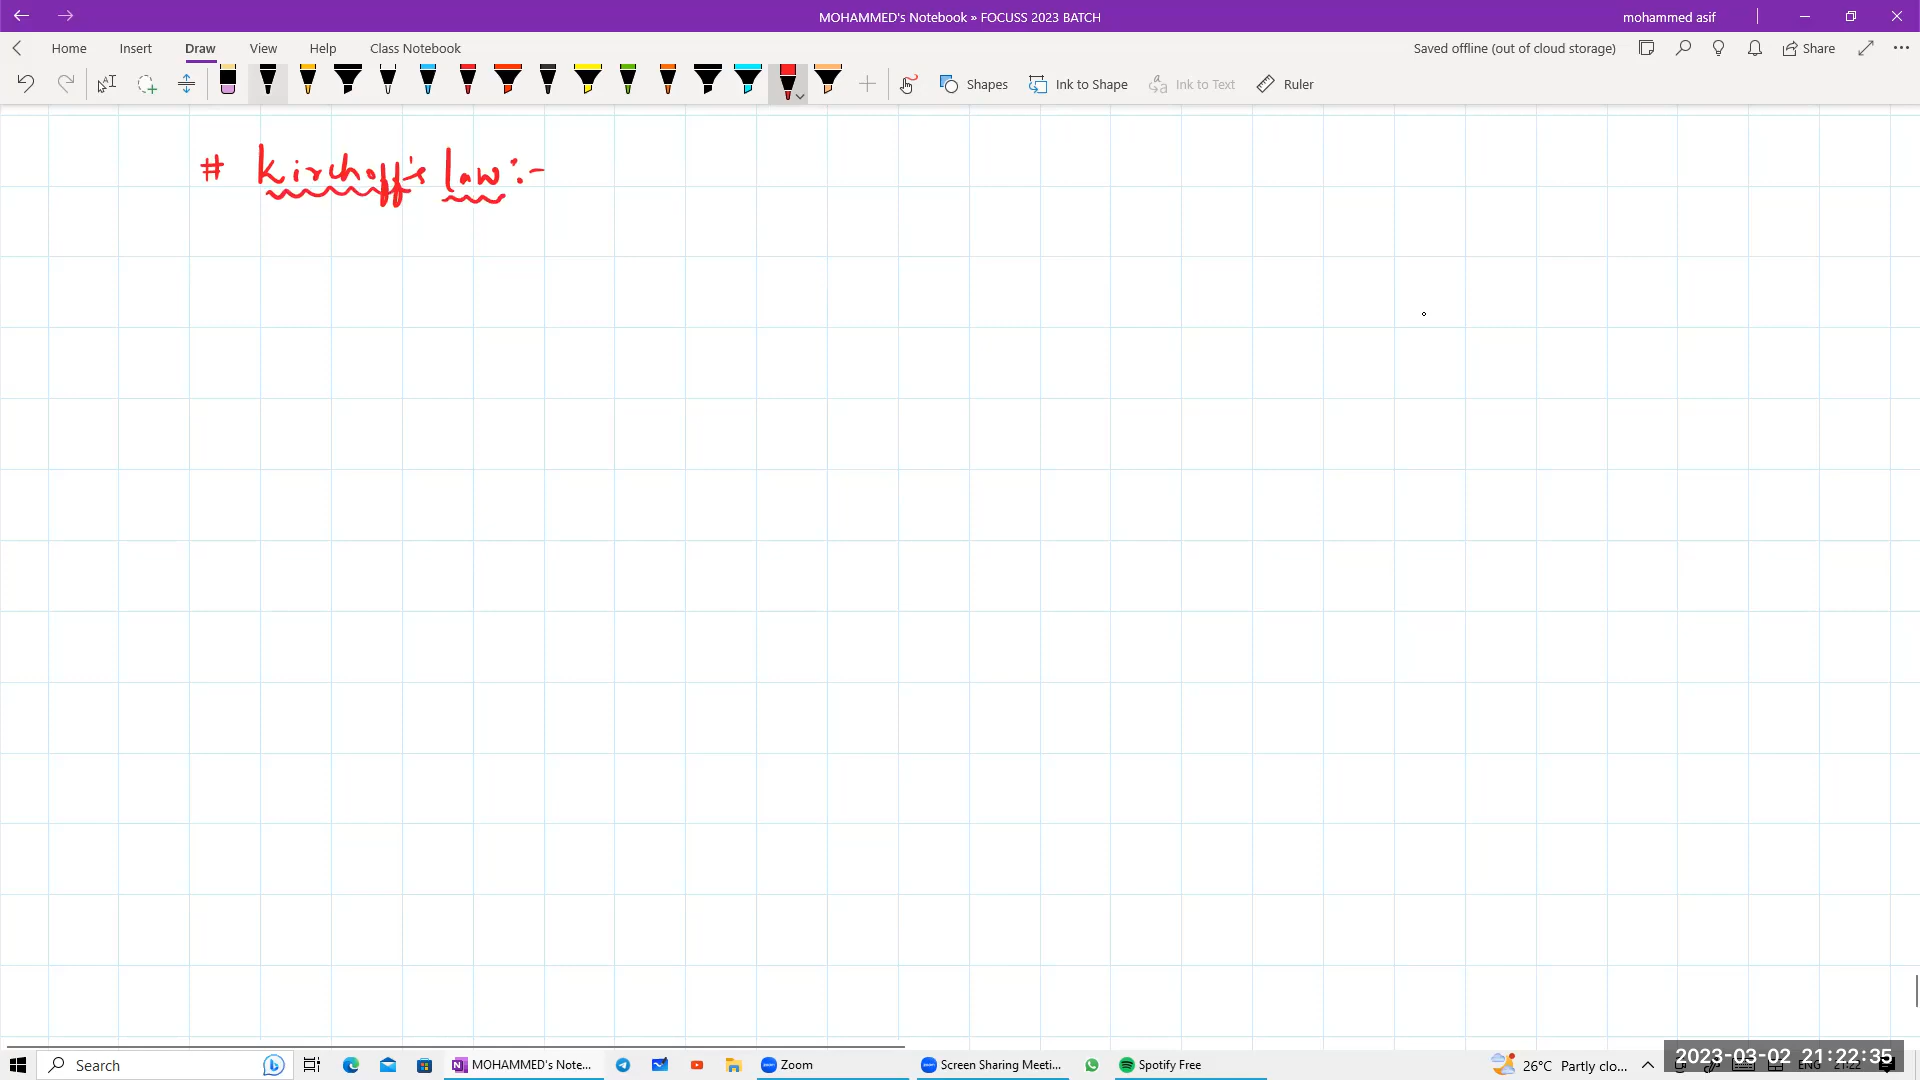 MOHAMMED's Notebook » FOCUSS 2023 BATCH
mohammed asif
Home Insert Draw View Help Class Notebook
Saved offline (out of cloud storage)
Share
Shapes Ink to Shape Ink to Text Ruler
# Kirchoff's law :-
Search
MOHAMMED's Note...
Zoom
Screen Sharing Meeti...
Spotify Free
26°C Partly clo...
2023-03-02 21:22:35
ENG